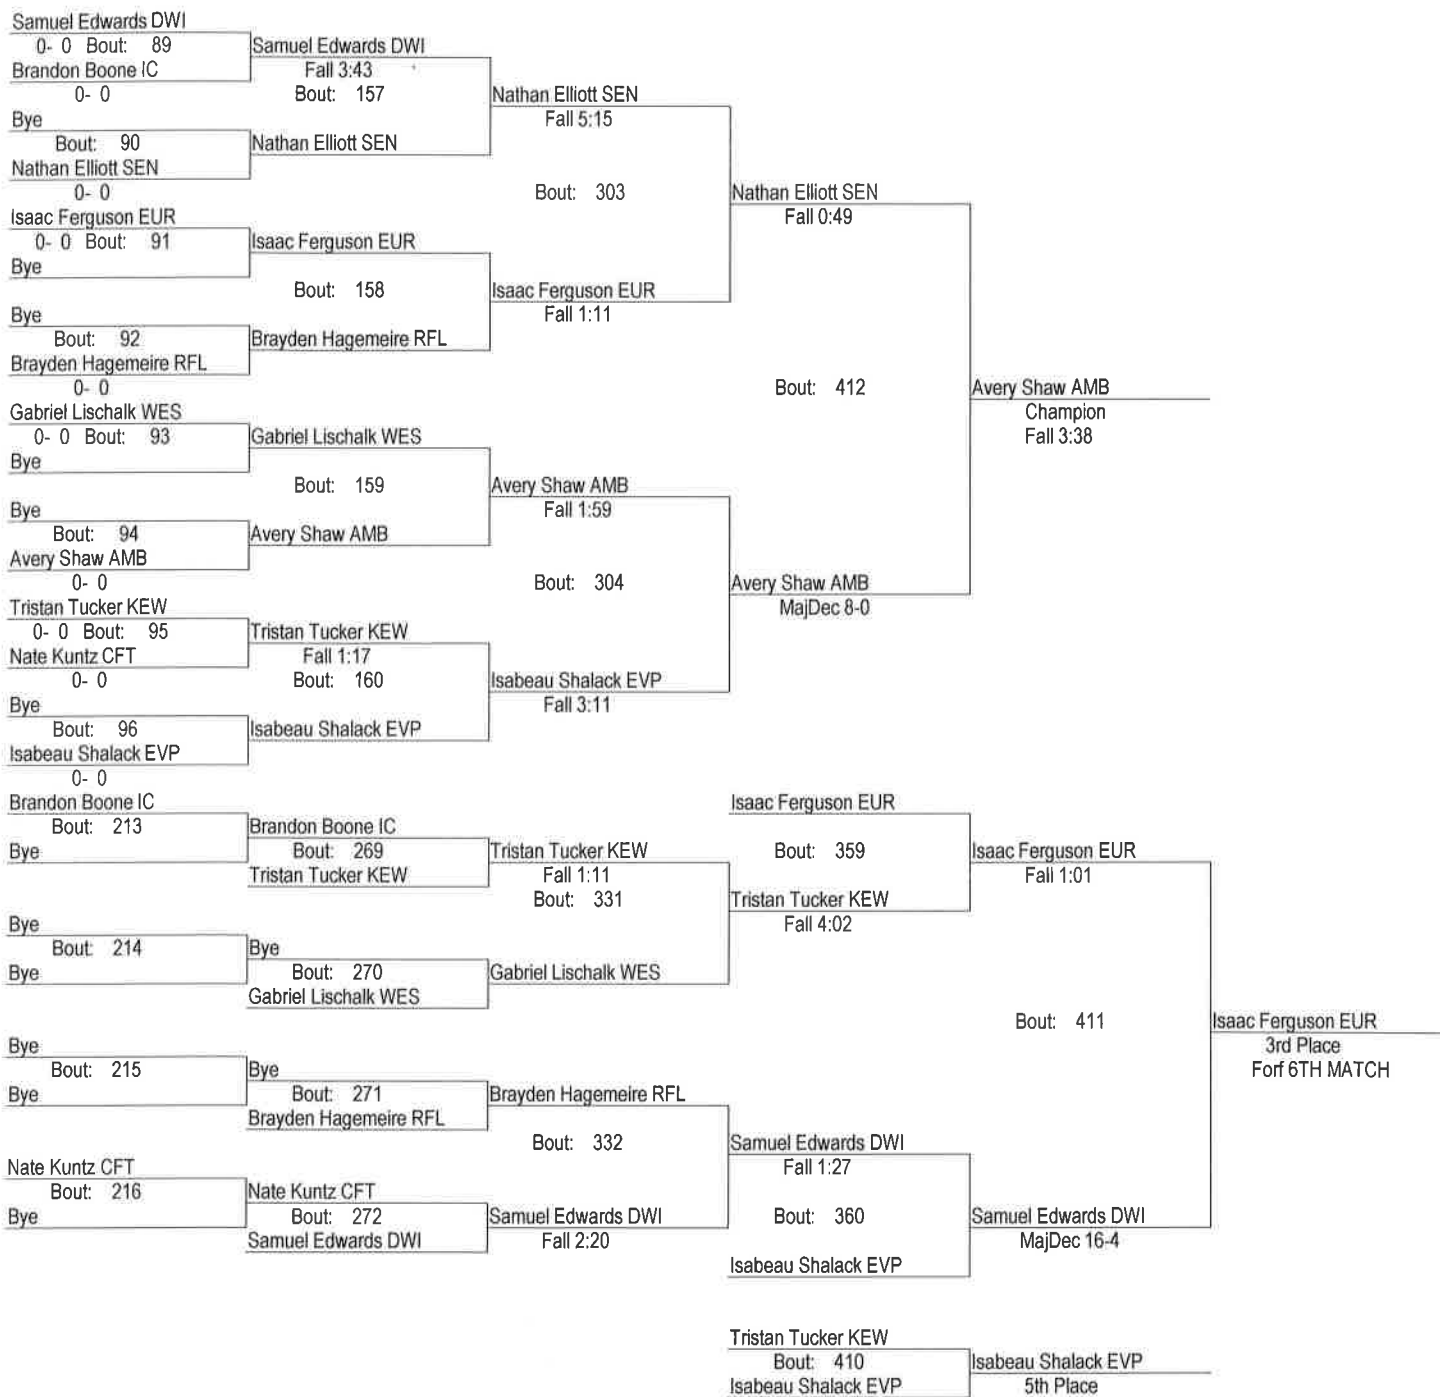 Samuel Edwards DWI
0- 0 Bout: 89
Brandon Boone IC
0- 0
Bye
Bout: 90
Nathan Elliott SEN
0- 0
Isaac Ferguson EUR
0- 0 Bout: 91
Bye
Bye
Bout: 92
Brayden Hagemeire RFL
0- 0
Gabriel Lischalk WES
0- 0 Bout: 93
Bye
Bye
Bout: 94
Avery Shaw AMB
0- 0
Tristan Tucker KEW
0- 0 Bout: 95
Nate Kuntz CFT
0- 0
Bye
Bout: 96
Isabeau Shalack EVP
0- 0
Samuel Edwards DWI
Fall 3:43
Bout: 157
Nathan Elliott SEN
Isaac Ferguson EUR
Bout: 158
Brayden Hagemeire RFL
Gabriel Lischalk WES
Bout: 159
Avery Shaw AMB
Tristan Tucker KEW
Fall 1:17
Bout: 160
Isabeau Shalack EVP
Nathan Elliott SEN
Fall 5:15
Bout: 303
Isaac Ferguson EUR
Fall 1:11
Avery Shaw AMB
Fall 1:59
Bout: 304
Isabeau Shalack EVP
Fall 3:11
Nathan Elliott SEN
Fall 0:49
Bout: 412
Avery Shaw AMB
MajDec 8-0
Avery Shaw AMB
Champion
Fall 3:38
Brandon Boone IC
Bout: 213
Bye
Bye
Bout: 214
Bye
Bye
Bout: 215
Bye
Nate Kuntz CFT
Bout: 216
Bye
Brandon Boone IC
Bout: 269
Tristan Tucker KEW
Bye
Bout: 270
Gabriel Lischalk WES
Bye
Bout: 271
Brayden Hagemeire RFL
Nate Kuntz CFT
Bout: 272
Samuel Edwards DWI
Tristan Tucker KEW
Fall 1:11
Bout: 331
Gabriel Lischalk WES
Brayden Hagemeire RFL
Bout: 332
Samuel Edwards DWI
Fall 2:20
Isaac Ferguson EUR
Bout: 359
Tristan Tucker KEW
Fall 4:02
Samuel Edwards DWI
Fall 1:27
Bout: 360
Isabeau Shalack EVP
Isaac Ferguson EUR
Fall 1:01
Bout: 411
Samuel Edwards DWI
MajDec 16-4
Isaac Ferguson EUR
3rd Place
Forf 6TH MATCH
Tristan Tucker KEW
Bout: 410
Isabeau Shalack EVP
Isabeau Shalack EVP
5th Place